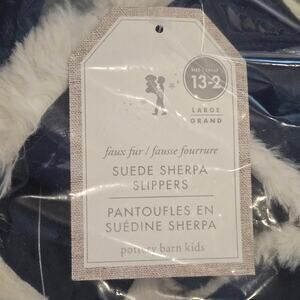 13-2
LARGE
GRAND
faux fur / fausse fourrure
SUEDE SHERPA
SLIPPERS
PANTOUFLES EN
SUÉDINE SHERPA
pottery barn kids